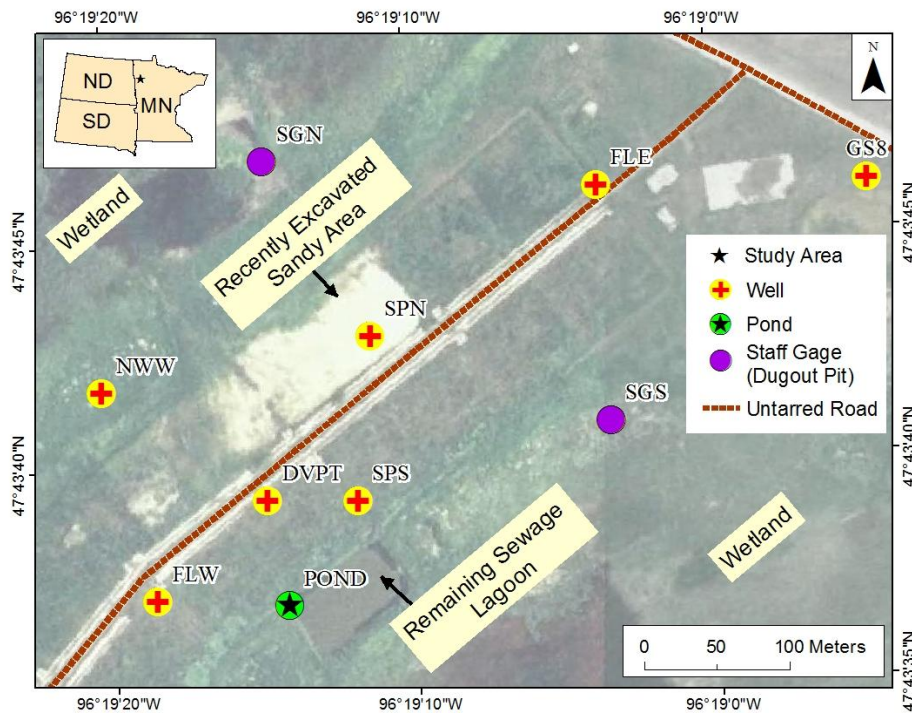 96°19'20"W
96°19'10"W
96°19'0"W
N
ND
MN
SD
SGN
FLE
GS8
Wetland
Recently Excavated
Sandy Area
47°43'45"N
47°43'45"N
Study Area
Well
Pond
Staff Gage
(Dugout Pit)
Untarred Road
SPN
NWW
SGS
47°43'40"N
47°43'40"N
DVPT
SPS
Wetland
FLW
POND
Remaining Sewage
Lagoon
0
50
100 Meters
47°43'35"N
96°19'20"W
96°19'10"W
96°19'0"W